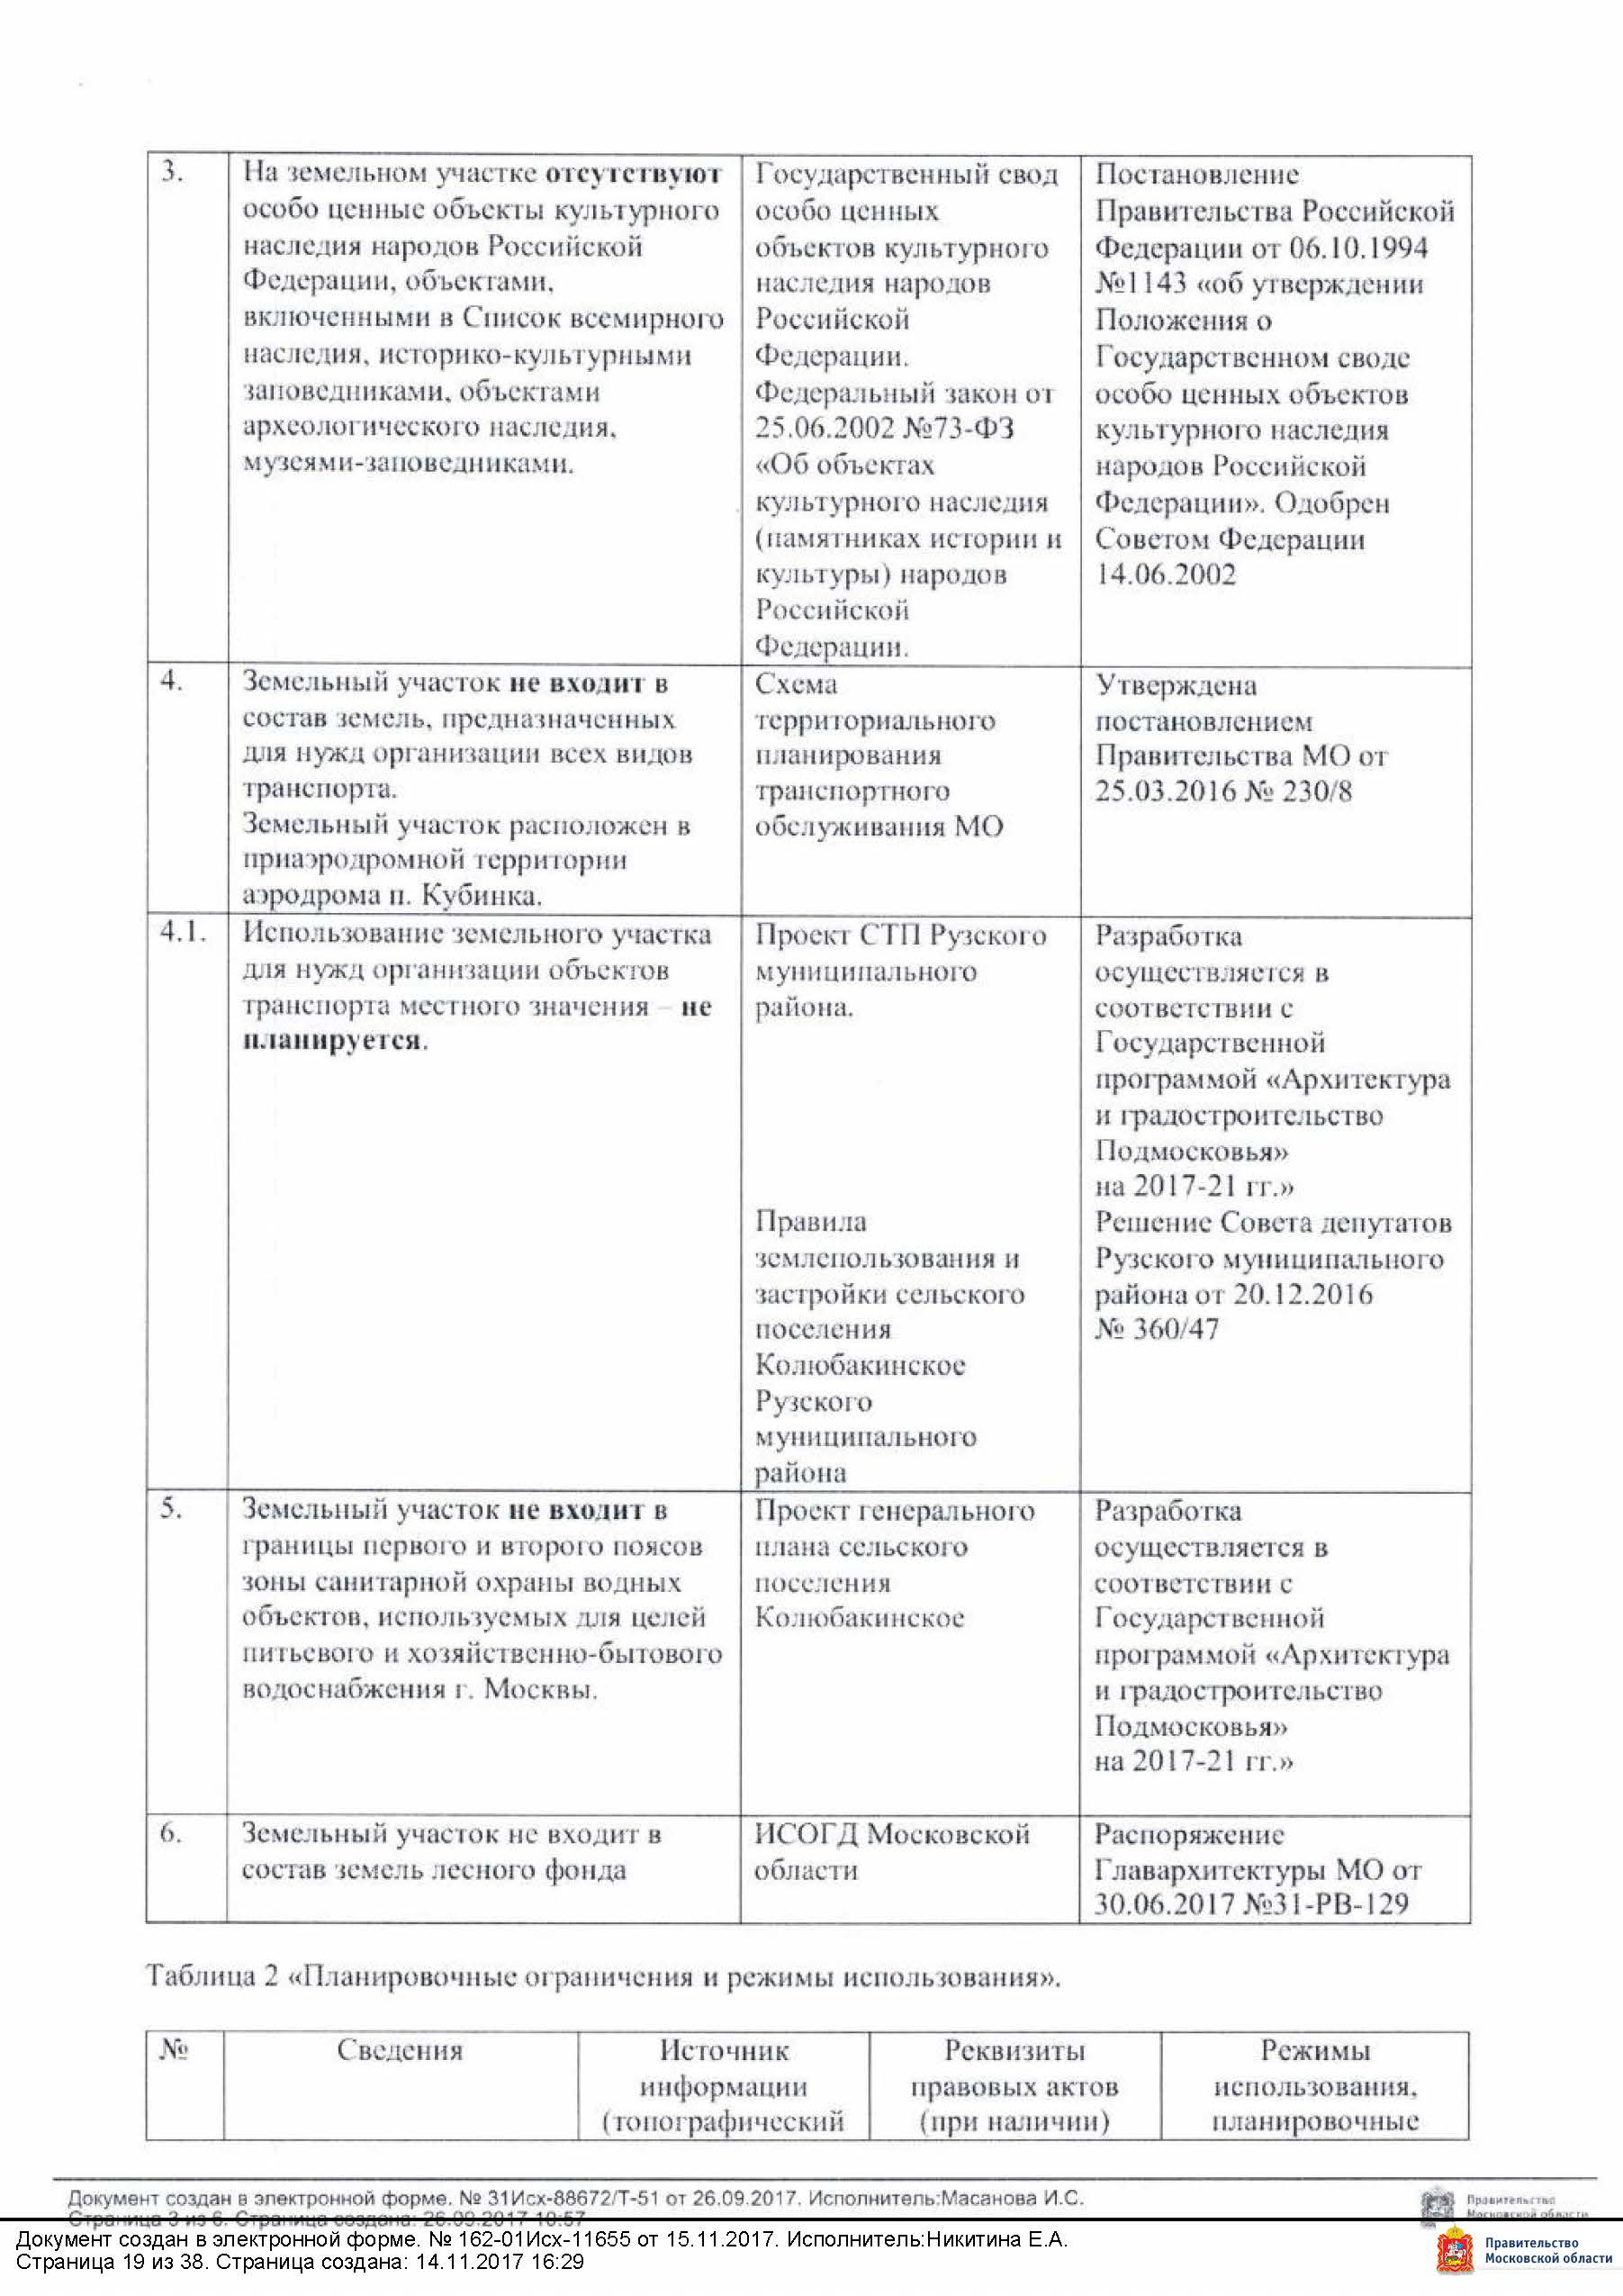 3.
На земельном участке отсутствуют
особо ценные объекты культурного
наследия народов Российской
Федерации, объектами,
включенными в Список всемирного
наследия, историко-культурными
заповедниками, объектами
археологического наследия,
музеями-заповедниками.
Государственный свод
особо ценных
объектов культурного
наследия народов
Российской
Федерации.
Федеральный закон от
25.06.2002 №73-ФЗ
«Об объектах
культурного наследия
(памятниках истории и
культуры) народов
Российской
Федерации.
Постановление
Правительства Российской
Федерации от 06.10.1994
№1143 «об утверждении
Положения о
Государственном своде
особо ценных объектов
культурного наследия
народов Российской
Федерации». Одобрен
Советом Федерации
14.06.2002
4.
Земельный участок не входит в
состав земель, предназначенных
для нужд организации всех видов
транспорта.
Земельный участок расположен в
приаэродромной территории
аэродрома п. Кубинка.
Схема
территориального
планирования
транспортного
обслуживания МО
Утверждена
постановлением
Правительства МО от
25.03.2016 № 230/8
4.1.
Использование земельного участка
для нужд организации объектов
транспорта местного значения – не
планируется.
Проект СТП Рузского
муниципального
района.
Правила
землепользования и
застройки сельского
поселения
Колюбакинское
Рузского
муниципального
района
Разработка
осуществляется в
соответствии с
Государственной
программой «Архитектура
и градостроительство
Подмосковья»
на 2017-21 гг.»
Решение Совета депутатов
Рузского муниципального
района от 20.12.2016
№ 360/47
5.
Земельный участок не входит в
границы первого и второго поясов
зоны санитарной охраны водных
объектов, используемых для целей
питьевого и хозяйственно-бытового
водоснабжения г. Москвы.
Проект генерального
плана сельского
поселения
Колюбакинское
Разработка
осуществляется в
соответствии с
Государственной
программой «Архитектура
и градостроительство
Подмосковья»
на 2017-21 гг.»
6.
Земельный участок не входит в
состав земель лесного фонда
ИСОГД Московской
области
Распоряжение
Главархитектуры МО от
30.06.2017 №31-РВ-129
Таблица 2 «Планировочные ограничения и режимы использования».
№
Сведения
Источник
информации
(топографический
Реквизиты
правовых актов
(при наличии)
Режимы
использования,
планировочные
Документ создан в электронной форме. № 31Исх-88672/Т-51 от 26.09.2017. Исполнитель:Масанова И.С.
Страница 3 из 6. Страница создана: 26.09.2017 10:57
Правительство
Московской области
Документ создан в электронной форме. № 162-01Исх-11655 от 15.11.2017. Исполнитель:Никитина Е.А.
Страница 19 из 38. Страница создана: 14.11.2017 16:29
Правительство
Московской области